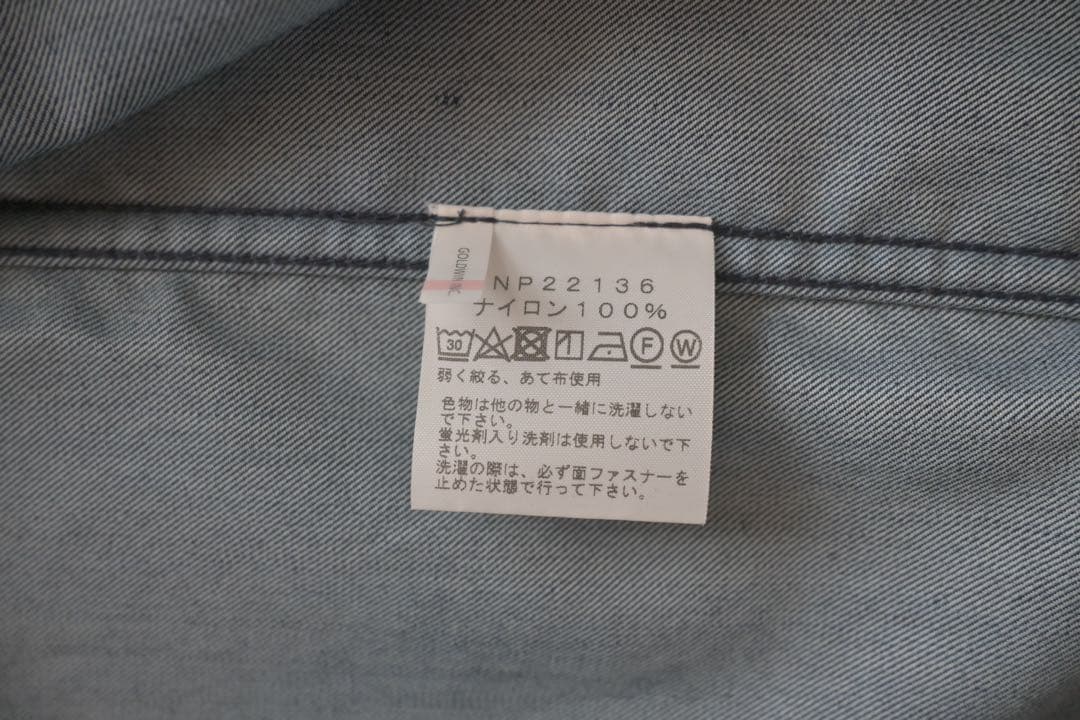 GOLDWIN INC
NP22136
ナイロン100%
30 F W
弱く絞る、あて布使用
色物は他の物と一緒に洗濯しない
で下さい。
蛍光剤入り洗剤は使用しないで下
さい。
洗濯の際は、必ず面ファスナーを
止めた状態で行って下さい。